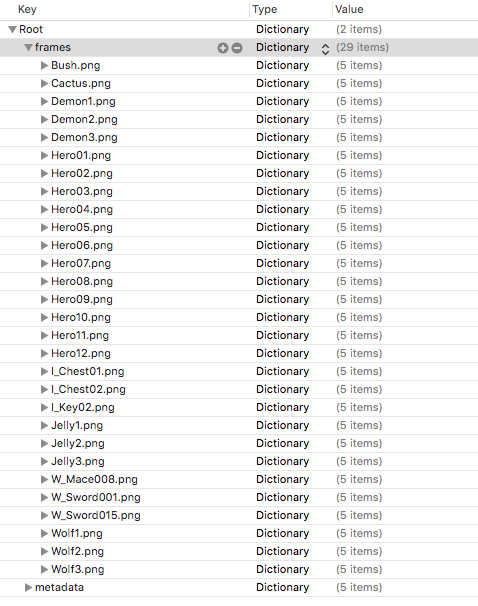 Key Type Value
Root Dictionary (2 items)
frames Dictionary (29 items)
Bush.png Dictionary (5 items)
Cactus.png Dictionary (5 items)
Demon1.png Dictionary (5 items)
Demon2.png Dictionary (5 items)
Demon3.png Dictionary (5 items)
Hero01.png Dictionary (5 items)
Hero02.png Dictionary (5 items)
Hero03.png Dictionary (5 items)
Hero04.png Dictionary (5 items)
Hero05.png Dictionary (5 items)
Hero06.png Dictionary (5 items)
Hero07.png Dictionary (5 items)
Hero08.png Dictionary (5 items)
Hero09.png Dictionary (5 items)
Hero10.png Dictionary (5 items)
Hero11.png Dictionary (5 items)
Hero12.png Dictionary (5 items)
I_Chest01.png Dictionary (5 items)
I_Chest02.png Dictionary (5 items)
I_Key02.png Dictionary (5 items)
Jelly1.png Dictionary (5 items)
Jelly2.png Dictionary (5 items)
Jelly3.png Dictionary (5 items)
W_Mace008.png Dictionary (5 items)
W_Sword001.png Dictionary (5 items)
W_Sword015.png Dictionary (5 items)
Wolf1.png Dictionary (5 items)
Wolf2.png Dictionary (5 items)
Wolf3.png Dictionary (5 items)
metadata Dictionary (5 items)